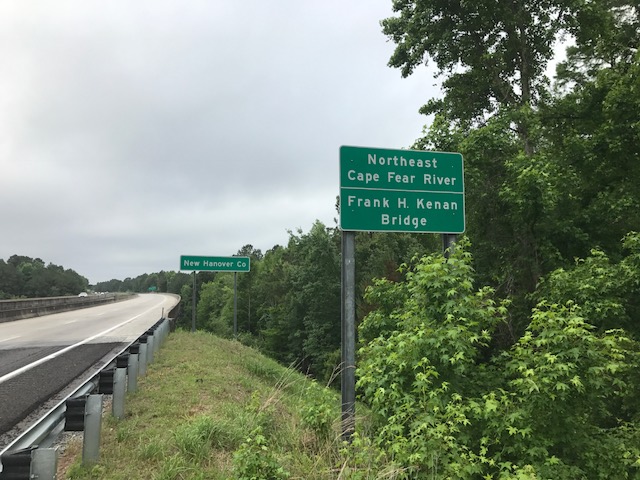 Northeast
Cape Fear River
Frank H. Kenan
Bridge
New Hanover Co